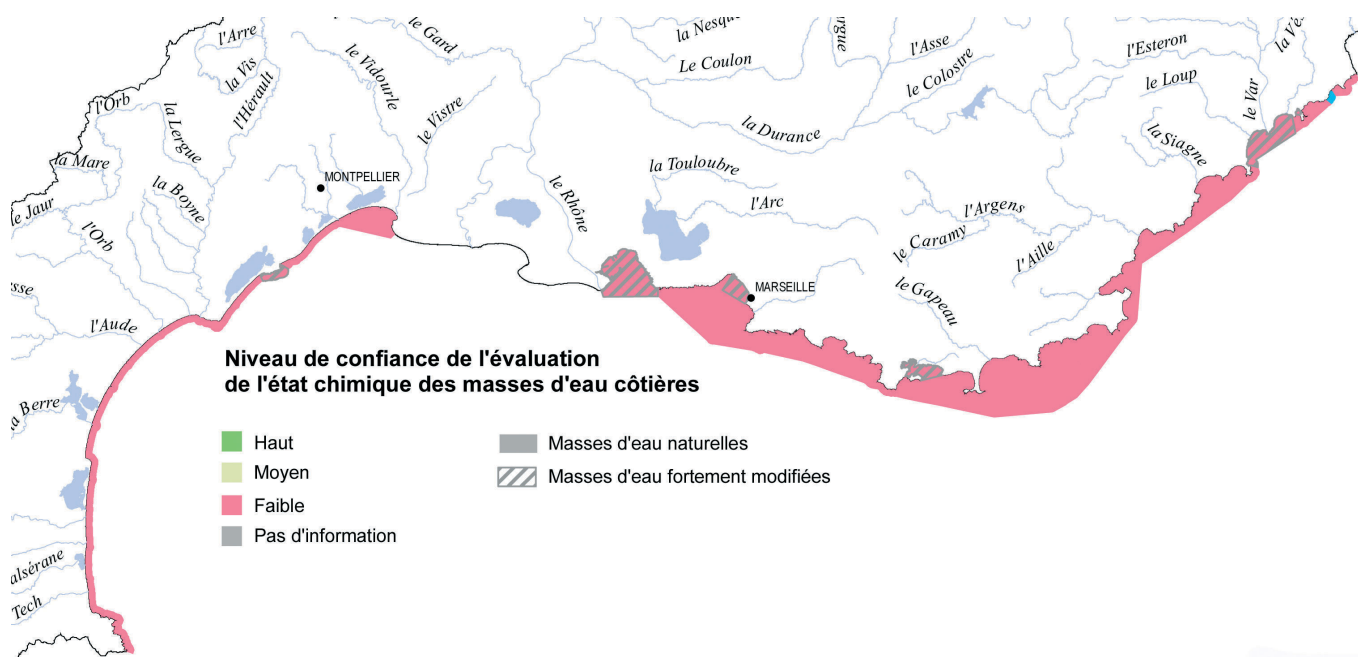 l'Arre
la Vis
l'Hérault
le Vidourle
le Gard
le Vistre
l'Orb
la Lergue
la Mare
le Jaur
la Boyne
l'Orb
MONTPELLIER
l'Aude
la Berre
Tech
la Nesque
Le Coulon
la Durance
l'Asse
le Colostre
la Touloubre
l'Arc
le Rhône
MARSEILLE
l'Argens
le Caramy
l'Aille
le Gapeau
l'Esteron
le Loup
le Var
la Siagne
Niveau de confiance de l'évaluation
de l'état chimique des masses d'eau côtières
Haut
Moyen
Faible
Pas d'information
Masses d'eau naturelles
Masses d'eau fortement modifiées